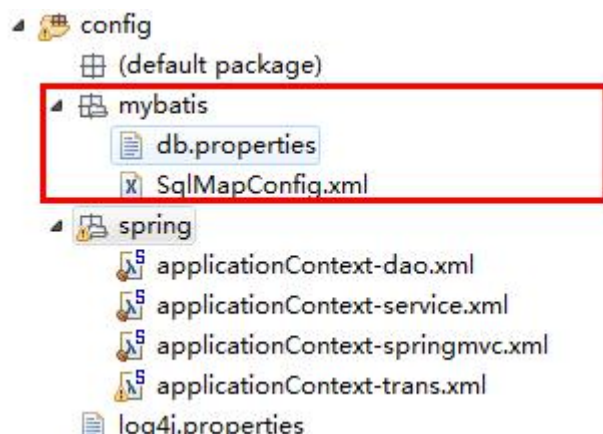 config
(default package)
mybatis
db.properties
SqlMapConfig.xml
spring
applicationContext-dao.xml
applicationContext-service.xml
applicationContext-springmvc.xml
applicationContext-trans.xml
log4j.properties